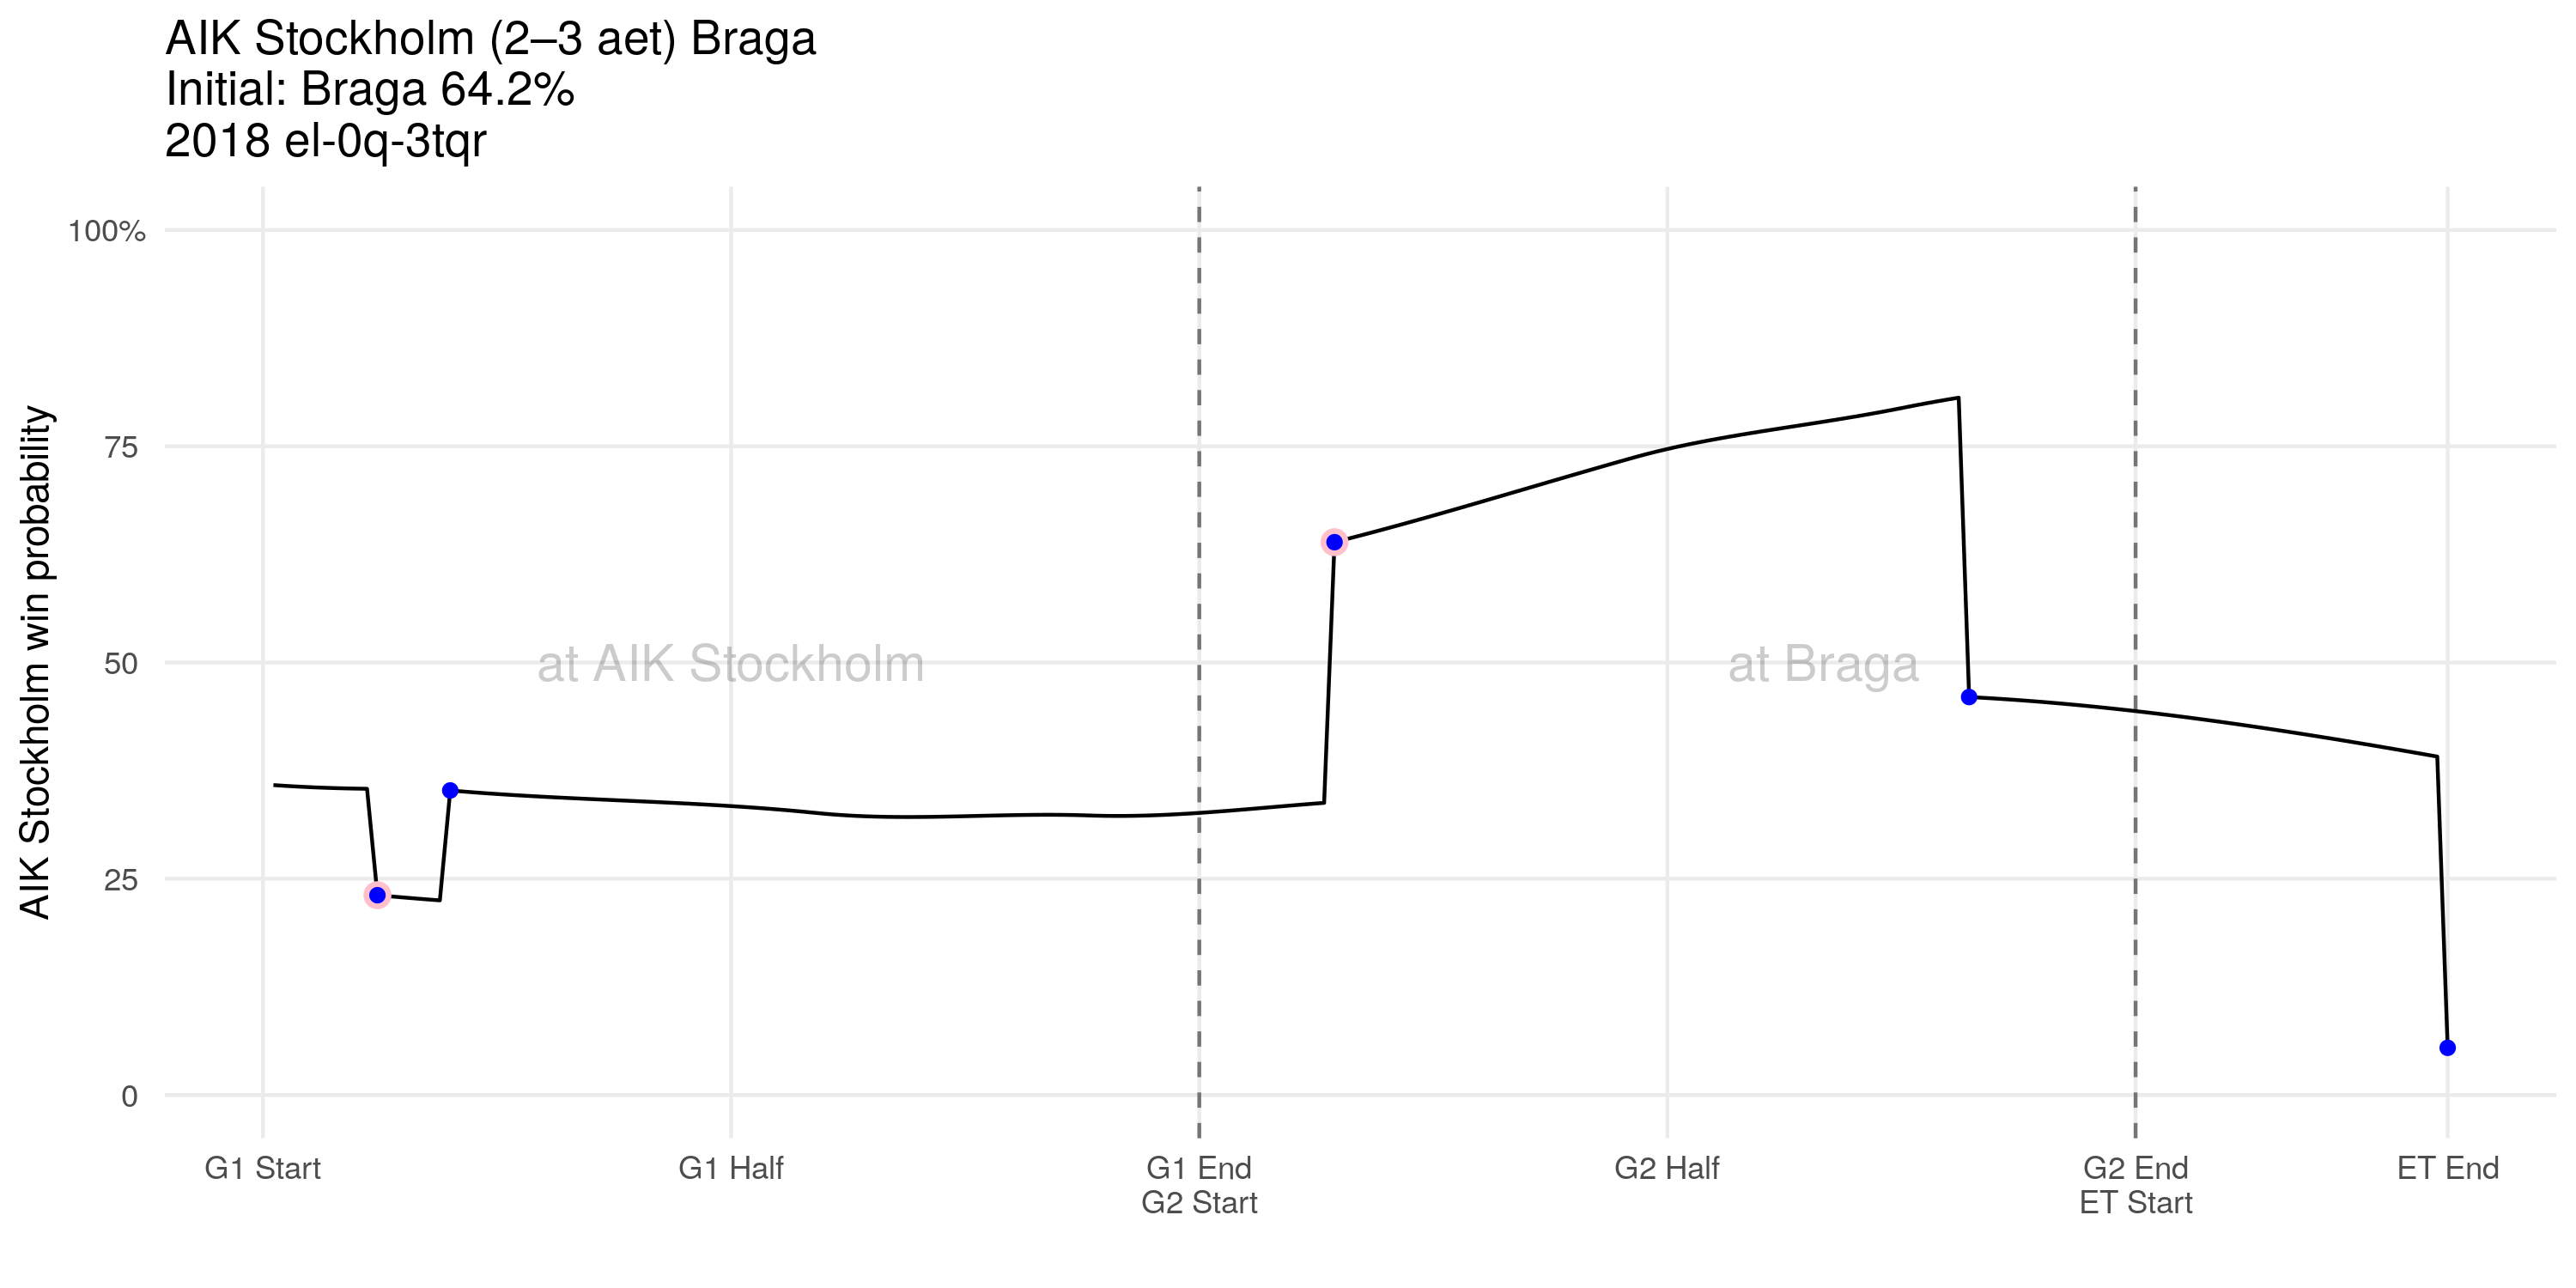 AIK Stockholm (2–3 aet) Braga
Initial: Braga 64.2%
2018 el-0q-3tqr
AIK Stockholm win probability
100%
75
50
25
0
at AIK Stockholm
at Braga
G1 Start
G1 Half
G1 End
G2 Start
G2 Half
G2 End
ET Start
ET End